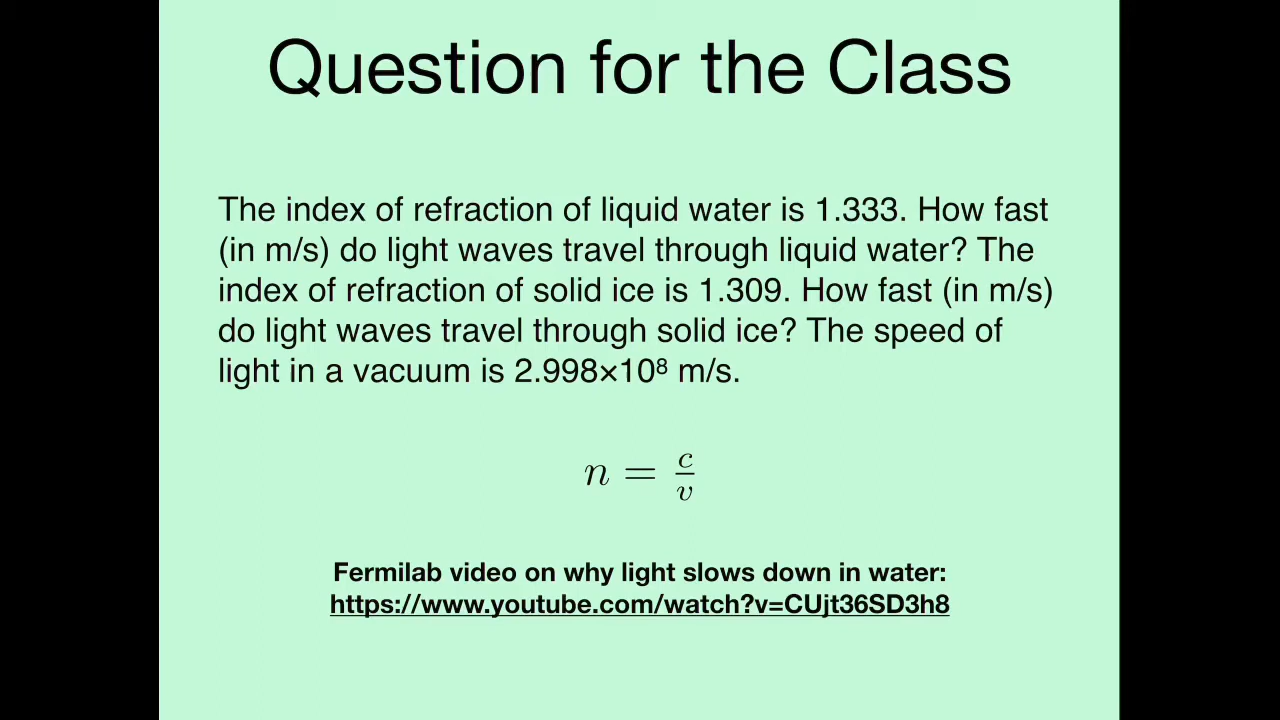 Question for the Class
The index of refraction of liquid water is 1.333. How fast
(in m/s) do light waves travel through liquid water? The
index of refraction of solid ice is 1.309. How fast (in m/s)
do light waves travel through solid ice? The speed of
light in a vacuum is 2.998×10⁸ m/s.
n = c/v
Fermilab video on why light slows down in water:
https://www.youtube.com/watch?v=CUjt36SD3h8